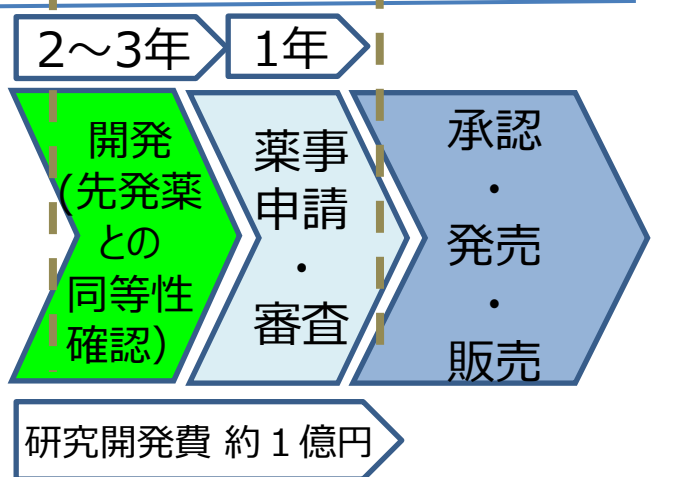 2～3年
1年
開発
(先発薬
との
同等性
確認）
薬事
申請
・
審査
承認
・
発売
・
販売
研究開発費 約１億円